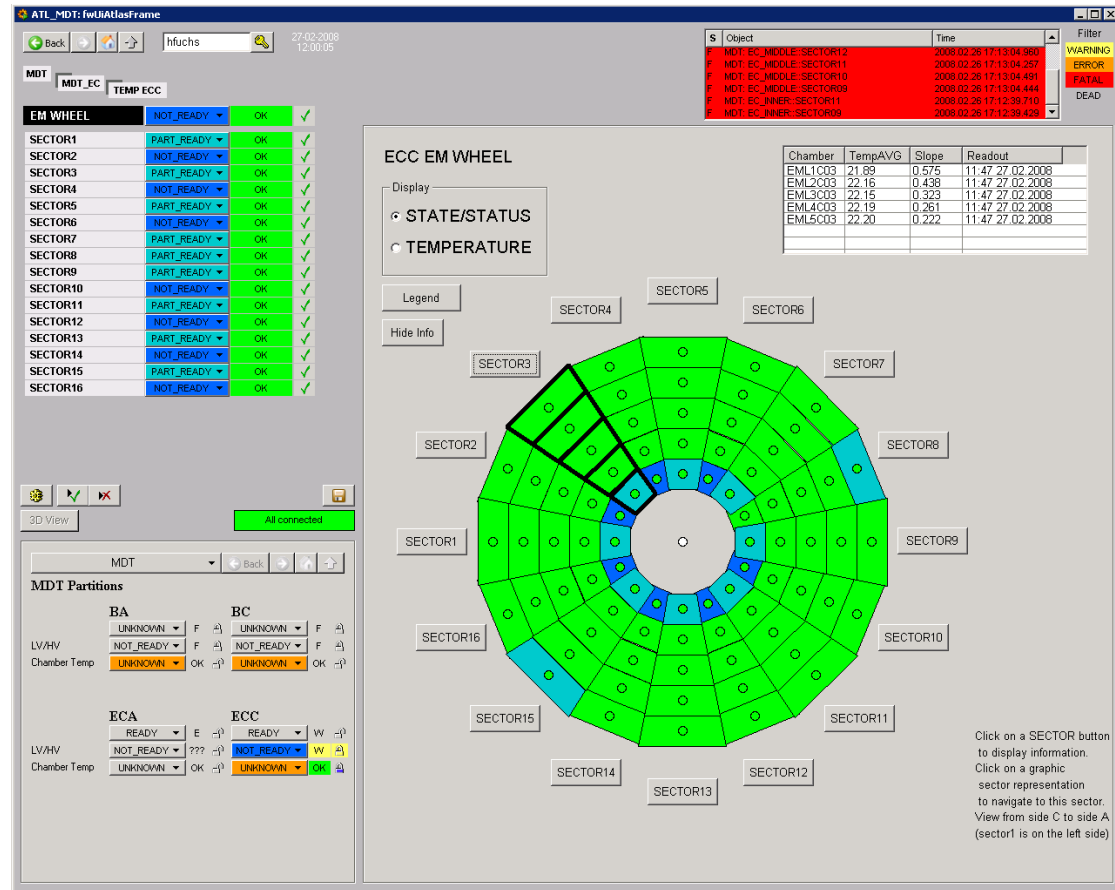 ATL_MDT: fwUiAtlasFrame
Back
hfuchs
27-02-2008
12:00:05
MDT
MDT_EC
TEMP ECC
S Object Time
F MDT: EC_MIDDLE::SECTOR12 2008.02.26 17:13:04.960
F MDT: EC_MIDDLE::SECTOR11 2008.02.26 17:13:04.257
F MDT: EC_MIDDLE::SECTOR10 2008.02.26 17:13:04.491
F MDT: EC_MIDDLE::SECTOR09 2008.02.26 17:13:04.444
F MDT: EC_INNER::SECTOR11 2008.02.26 17:12:39.710
F MDT: EC_INNER::SECTOR09 2008.02.26 17:12:39.429
Filter
WARNING
ERROR
FATAL
DEAD
EM WHEEL NOT_READY OK
SECTOR1 PART_READY OK
SECTOR2 NOT_READY OK
SECTOR3 PART_READY OK
SECTOR4 NOT_READY OK
SECTOR5 PART_READY OK
SECTOR6 NOT_READY OK
SECTOR7 PART_READY OK
SECTOR8 PART_READY OK
SECTOR9 PART_READY OK
SECTOR10 NOT_READY OK
SECTOR11 PART_READY OK
SECTOR12 NOT_READY OK
SECTOR13 PART_READY OK
SECTOR14 NOT_READY OK
SECTOR15 PART_READY OK
SECTOR16 NOT_READY OK
3D View
All connected
MDT Back
MDT Partitions
BA BC
UNKNOWN F UNKNOWN F
LV/HV NOT_READY F NOT_READY F
Chamber Temp UNKNOWN OK UNKNOWN OK
ECA ECC
READY E READY W
LV/HV NOT_READY ??? NOT_READY W
Chamber Temp UNKNOWN OK UNKNOWN OK
ECC EM WHEEL
Display
STATE/STATUS
TEMPERATURE
Legend
Hide Info
Chamber TempAVG Slope Readout
EML1C03 21.89 0.575 11:47 27.02.2008
EML2C03 22.16 0.438 11:47 27.02.2008
EML3C03 22.15 0.323 11:47 27.02.2008
EML4C03 22.19 0.261 11:47 27.02.2008
EML5C03 22.20 0.222 11:47 27.02.2008
SECTOR5
SECTOR4
SECTOR6
SECTOR3
SECTOR7
SECTOR2
SECTOR8
SECTOR1
SECTOR9
SECTOR16
SECTOR10
SECTOR15
SECTOR11
SECTOR14
SECTOR12
SECTOR13
Click on a SECTOR button
to display information.
Click on a graphic
sector representation
to navigate to this sector.
View from side C to side A
(sector1 is on the left side)